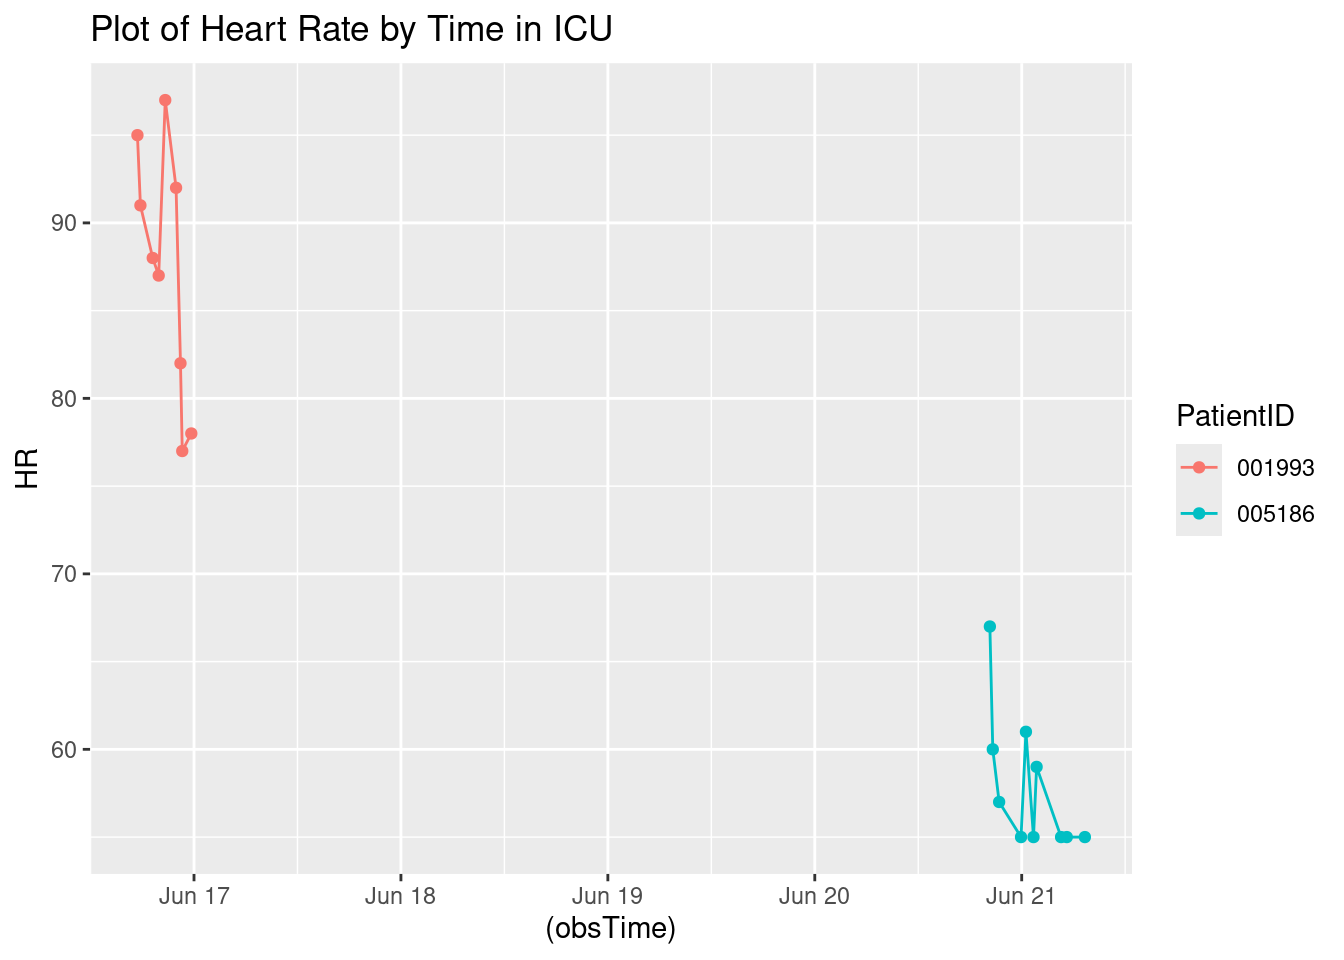 Plot of Heart Rate by Time in ICU
90
80
70
60
HR
Jun 17
Jun 18
Jun 19
Jun 20
Jun 21
(obsTime)
PatientID
001993
005186